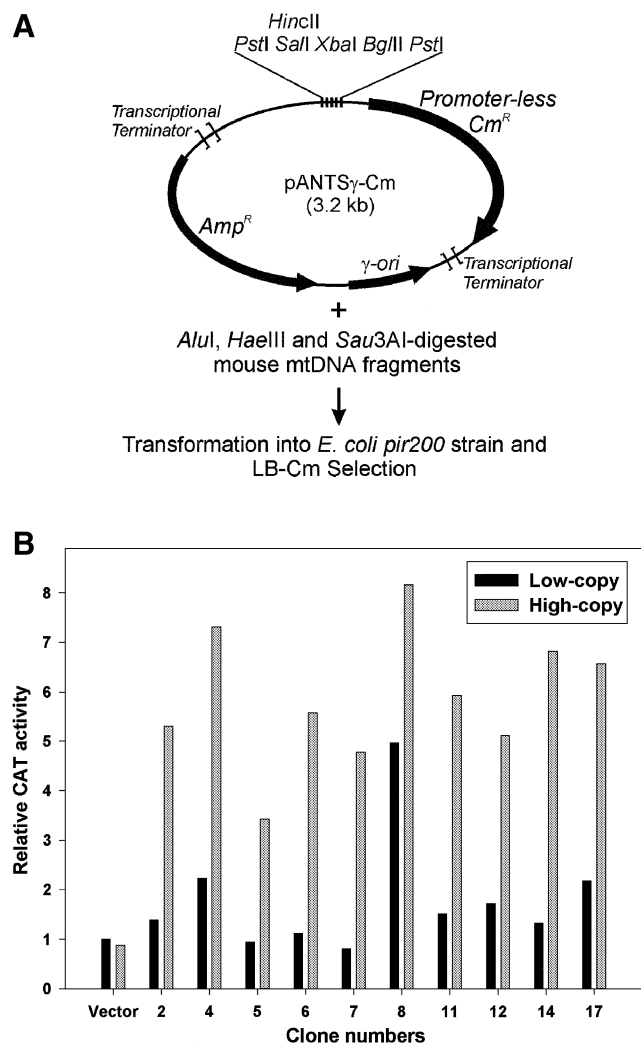 A
HincII
PstI SalI XbaI BglII PstI
Promoter-less
CmR
Transcriptional
Terminator
pANTSγ-Cm
(3.2 kb)
AmpR
γ-ori
Transcriptional
Terminator
+
AluI, HaeIII and Sau3AI-digested
mouse mtDNA fragments
Transformation into E. coli pir200 strain and
LB-Cm Selection
B
Low-copy
High-copy
Relative CAT activity
8
7
6
5
4
3
2
1
0
Vector 2 4 5 6 7 8 11 12 14 17
Clone numbers